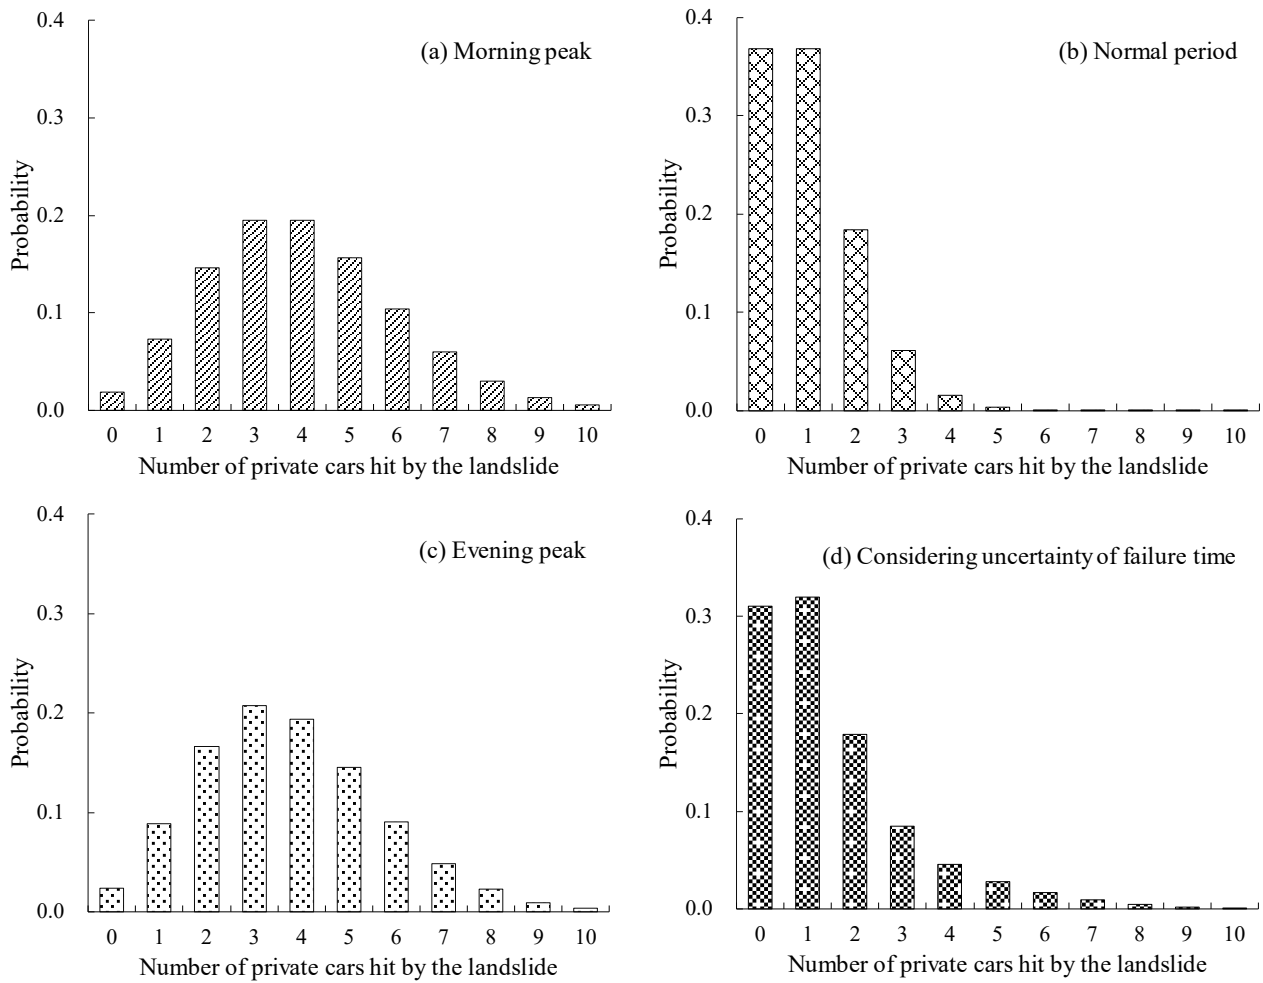 (a) Morning peak
Probability
0.4
0.3
0.2
0.1
0.0
0 1 2 3 4 5 6 7 8 9 10
Number of private cars hit by the landslide
(b) Normal period
Probability
0.4
0.3
0.2
0.1
0.0
0 1 2 3 4 5 6 7 8 9 10
Number of private cars hit by the landslide
(c) Evening peak
Probability
0.4
0.3
0.2
0.1
0.0
0 1 2 3 4 5 6 7 8 9 10
Number of private cars hit by the landslide
(d) Considering uncertainty of failure time
Probability
0.4
0.3
0.2
0.1
0.0
0 1 2 3 4 5 6 7 8 9 10
Number of private cars hit by the landslide